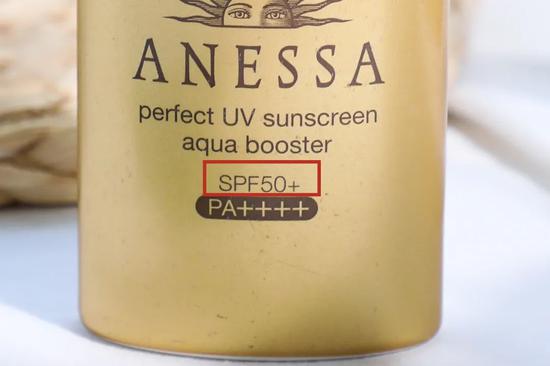 ANESSA
perfect UV sunscreen
aqua booster
SPF50+
PA++++